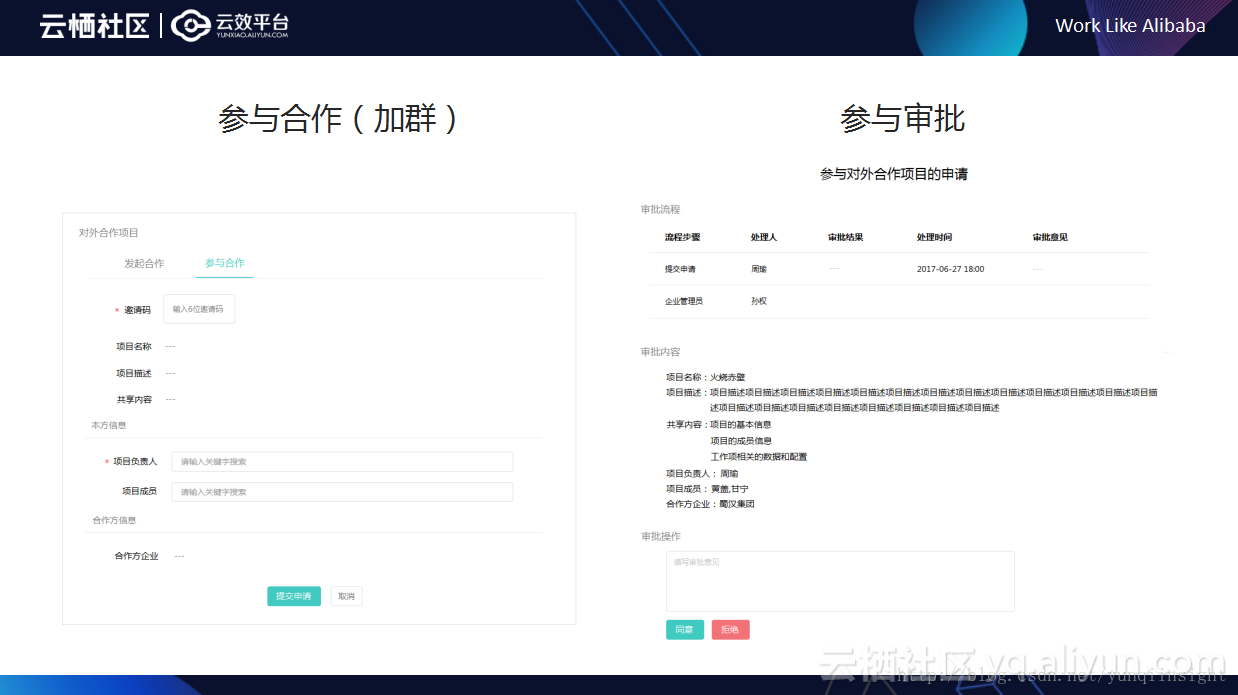 云栖社区
云效平台
YUNXIAO.ALIYUN.COM
Work Like Alibaba
参与合作（加群）
对外合作项目
发起合作 参与合作
* 邀请码 输入6位邀请码
项目名称 ---
项目描述 ---
共享内容 ---
本方信息
* 项目负责人 请输入关键字搜索
项目成员 请输入关键字搜索
合作方信息
合作方企业 ---
提交申请 取消
参与审批
参与对外合作项目的申请
审批流程
流程步骤 处理人 审批结果 处理时间 审批意见
提交申请 周瑜 --- 2017-06-27 18:00 ---
企业管理员 孙权
审批内容
项目名称：火烧赤壁
项目描述：项目描述项目描述项目描述项目描述项目描述项目描述项目描述项目描述项目描述项目描述项目描述项目描述项目描
述项目描述项目描述项目描述项目描述项目描述项目描述项目描述项目描述
共享内容：项目的基本信息
项目的成员信息
工作项相关的数据和配置
项目负责人：周瑜
项目成员：黄盖,甘宁
合作方企业：蜀汉集团
审批操作
填写审批意见
同意 拒绝
云栖社区 yq.aliyun.com
http://blog.csdn.net/yunqiinsight